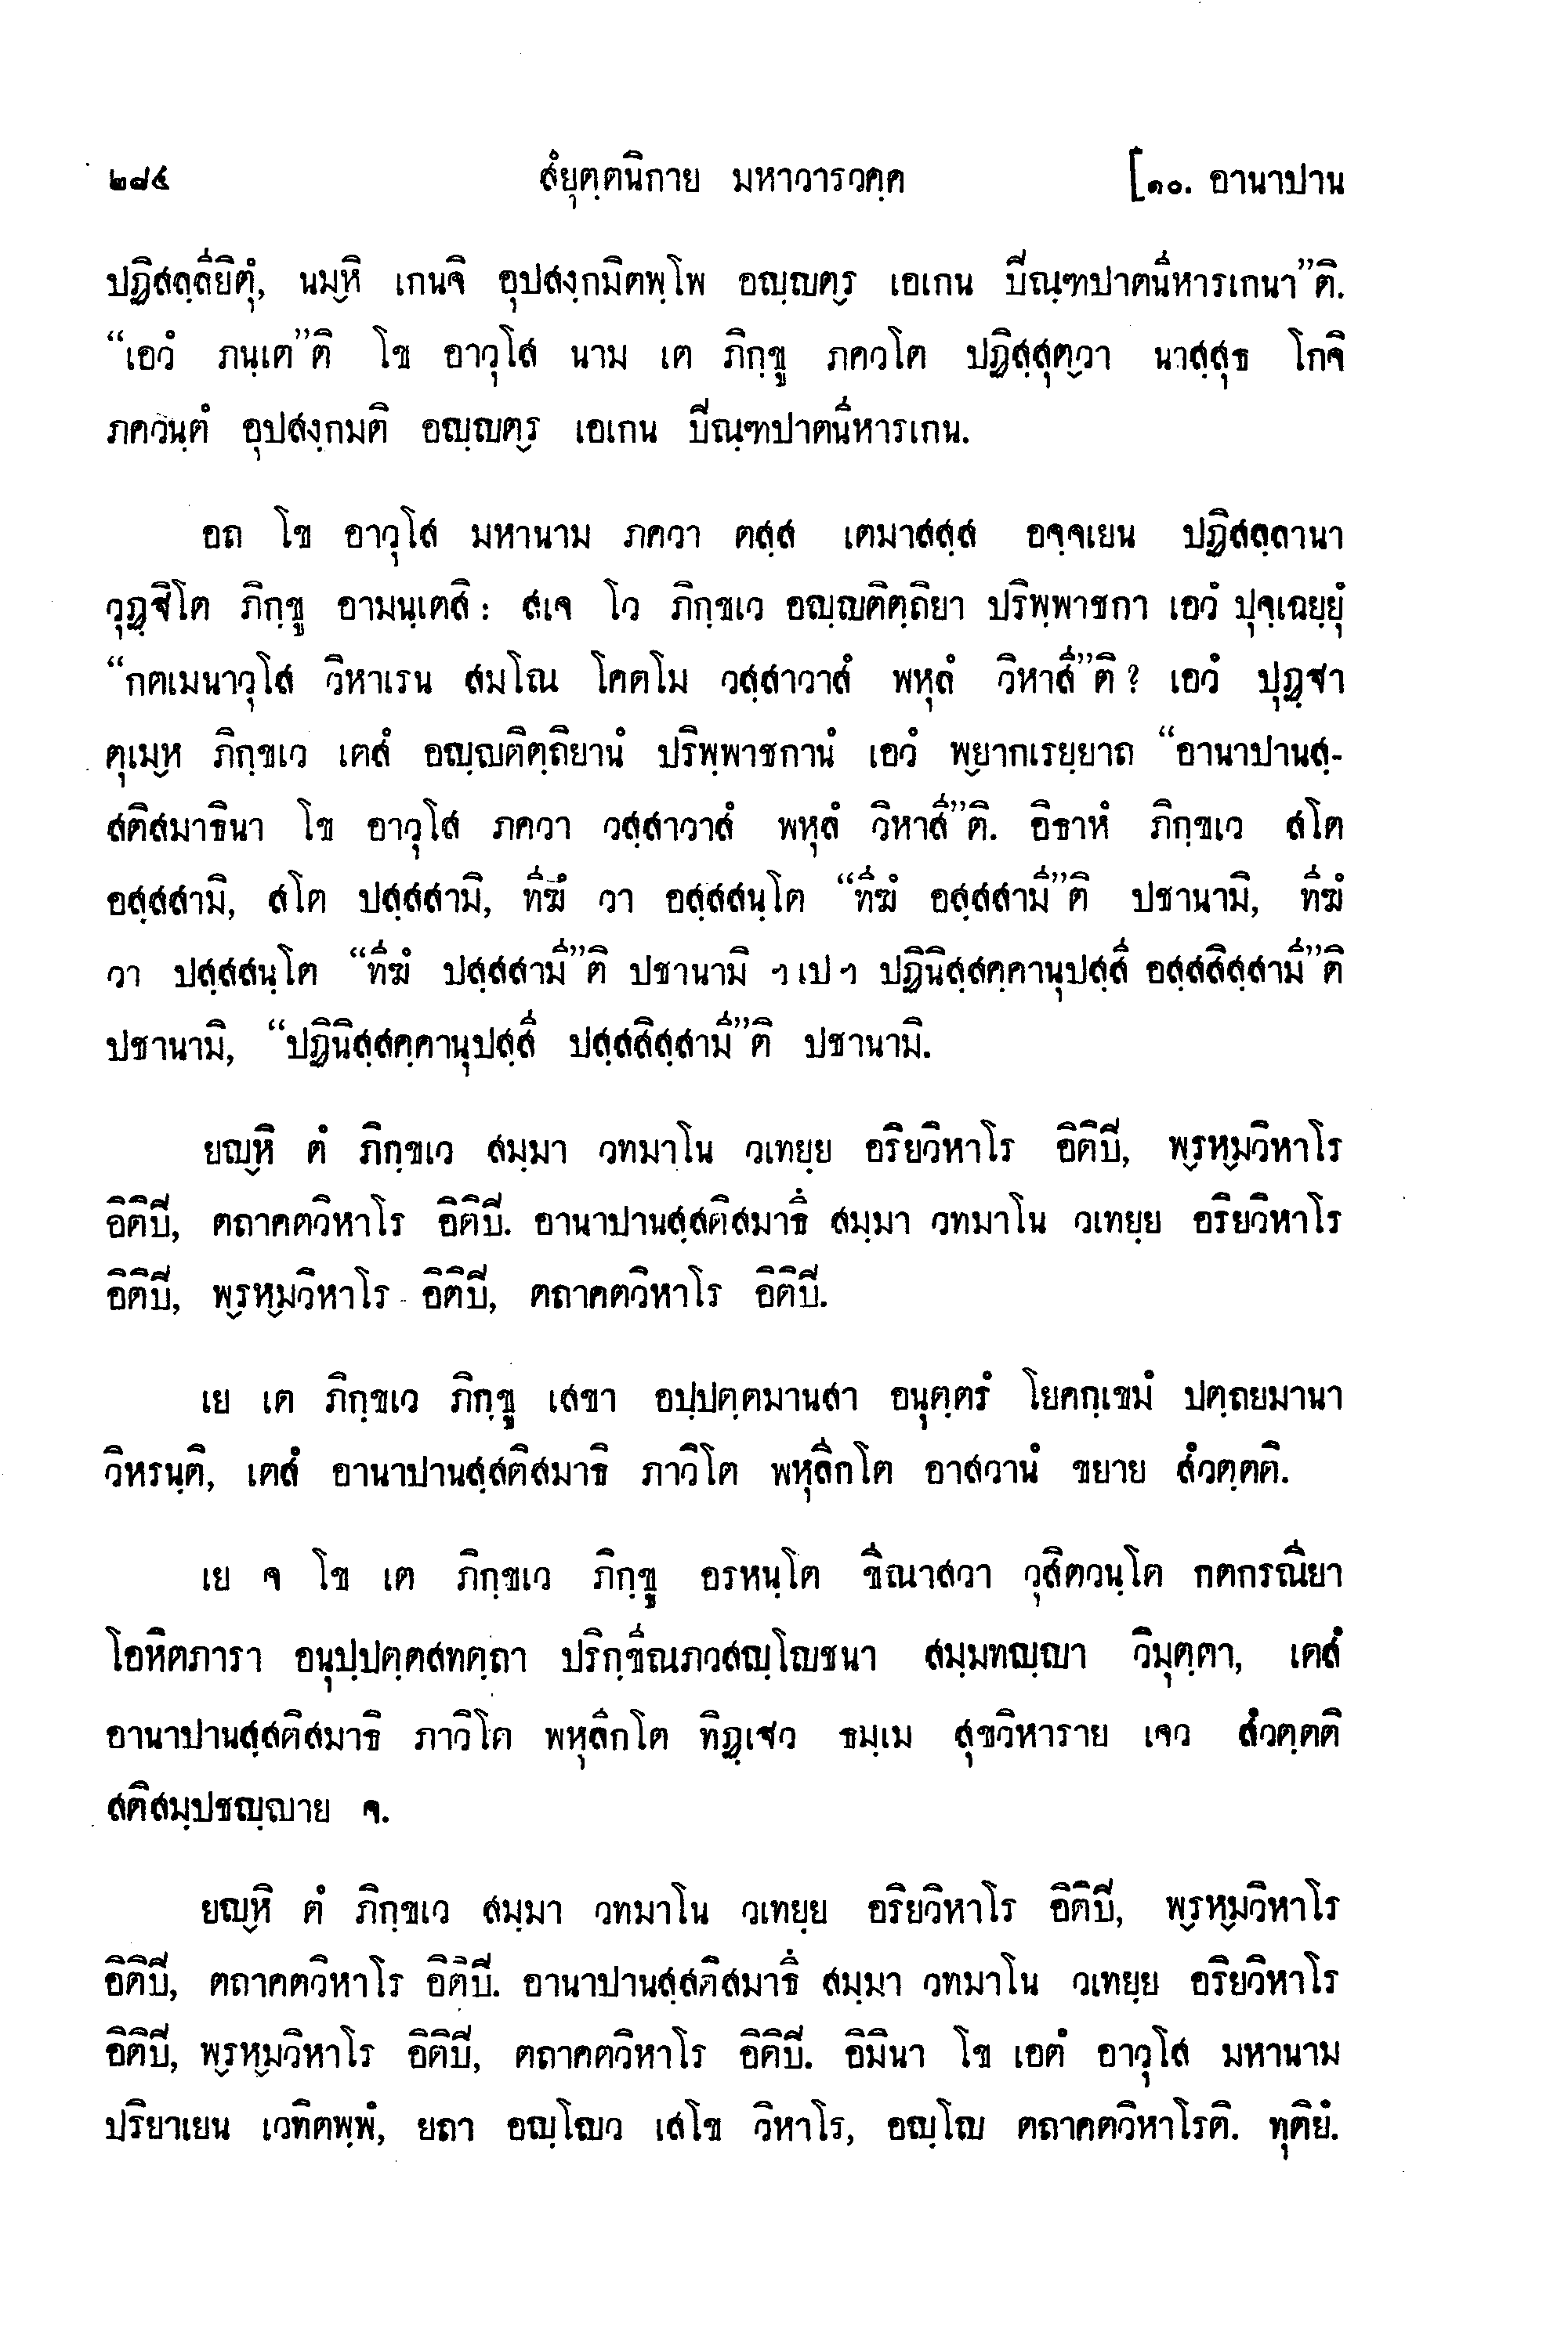 ๒๘๔ สํยุตฺตนิกาย มหาวารวคฺค [๑๐. อานาปาน
ปฏิสลฺลียิตุํ, นมฺหิ เกนจิ อุปสงฺกมิตพฺโพ อญฺญตฺร เอเกน ปิณฺฑปาตนีหารเกนา”ติ.
“เอวํ ภนฺเต”ติ โข อาวุโส นาม เต ภิกฺขู ภควโต ปฏิสฺสุตฺวา นาสฺสุธ โกจิ
ภควนฺตํ อุปสงฺกมติ อญฺญตฺร เอเกน ปิณฺฑปาตนีหารเกน.
อถ โข อาวุโส มหานาม ภควา ตสฺส เตมาสสฺส อจฺจเยน ปฏิสลฺลานา
วุฏฺฐิโต ภิกฺขู อามนฺเตสิ: สเจ โว ภิกฺขเว อญฺญติตฺถิยา ปริพฺพาชกา เอวํ ปุจฺเฉยฺยุํ
“กตเมนาวุโส วิหาเรน สมโณ โคตโม วสฺสาวาสํ พหุลํ วิหาสี”ติ? เอวํ ปุฏฺฐา
ตุเมฺห ภิกฺขเว เตสํ อญฺญติตฺถิยานํ ปริพฺพาชกานํ เอวํ พฺยากเรยฺยาถ “อานาปานสฺ-
สติสมาธินา โข อาวุโส ภควา วสฺสาวาสํ พหุลํ วิหาสี”ติ. อิธาหํ ภิกฺขเว สโต
อสฺสสามิ, สโต ปสฺสสามิ, ทีฆํ วา อสฺสสนฺโต “ทีฆํ อสฺสสามี”ติ ปชานามิ, ทีฆํ
วา ปสฺสสนฺโต “ทีฆํ ปสฺสสามี”ติ ปชานามิ ฯเปฯ ปฏินิสฺสคฺคานุปสฺสี อสฺสสิสฺสามี”ติ
ปชานามิ, “ปฏินิสฺสคฺคานุปสฺสี ปสฺสสิสฺสามี”ติ ปชานามิ.
ยญฺหิ ตํ ภิกฺขเว สมฺมา วทมาโน วเทยฺย อริยวิหาโร อิติปิ, พฺรหฺมวิหาโร
อิติปิ, ตถาคตวิหาโร อิติปิ. อานาปานสฺสติสมาธึ สมฺมา วทมาโน วเทยฺย อริยวิหาโร
อิติปิ, พฺรหฺมวิหาโร อิติปิ, ตถาคตวิหาโร อิติปิ.
เย เต ภิกฺขเว ภิกฺขู เสขา อปฺปตฺตมานสา อนุตฺตรํ โยคกฺเขมํ ปตฺถยมานา
วิหรนฺติ, เตสํ อานาปานสฺสติสมาธิ ภาวิโต พหุลีกโต อาสวานํ ขยาย สํวตฺตติ.
เย จ โข เต ภิกฺขเว ภิกฺขู อรหนฺโต ขีณาสวา วุสิตวนฺโต กตกรณียา
โอหิตภารา อนุปฺปตฺตสทตฺถา ปริกฺขีณภวสญฺโญชนา สมฺมทญฺญา วิมุตฺตา, เตสํ
อานาปานสฺสติสมาธิ ภาวิโต พหุลีกโต ทิฏฺเฐว ธมฺเม สุขวิหาราย เจว สํวตฺตติ
สติสมฺปชญฺญาย จ.
ยญฺหิ ตํ ภิกฺขเว สมฺมา วทมาโน วเทยฺย อริยวิหาโร อิติปิ, พฺรหฺมวิหาโร
อิติปิ, ตถาคตวิหาโร อิติปิ. อานาปานสฺสติสมาธึ สมฺมา วทมาโน วเทยฺย อริยวิหาโร
อิติปิ, พฺรหฺมวิหาโร อิติปิ, ตถาคตวิหาโร อิติปิ. อิมินา โข เอตํ อาวุโส มหานาม
ปริยาเยน เวทิตพฺพํ, ยถา อญฺโญว เสโข วิหาโร, อญฺโญ ตถาคตวิหาโรติ. ทุติยํ.